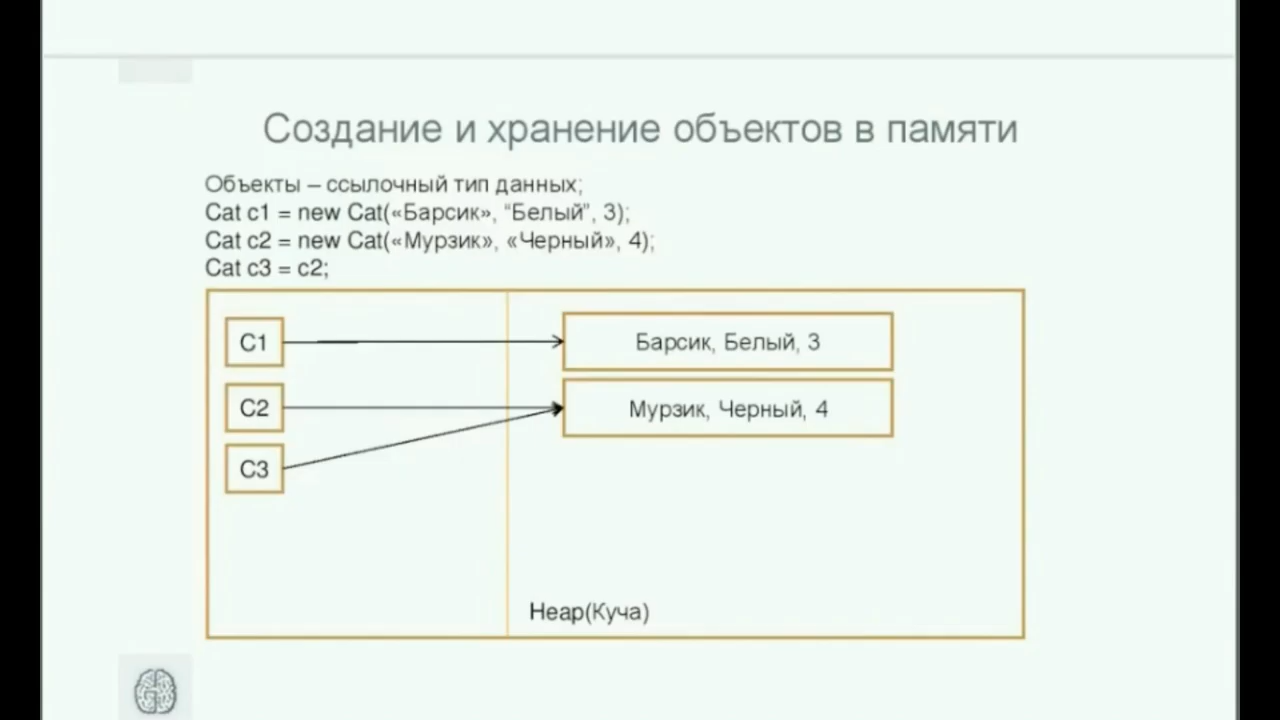 Создание и хранение объектов в памяти
Объекты – ссылочный тип данных;
Cat c1 = new Cat(«Барсик», “Белый”, 3);
Cat c2 = new Cat(«Мурзик», «Черный», 4);
Cat c3 = c2;
C1
Барсик, Белый, 3
C2
Мурзик, Черный, 4
C3
Heap(Куча)